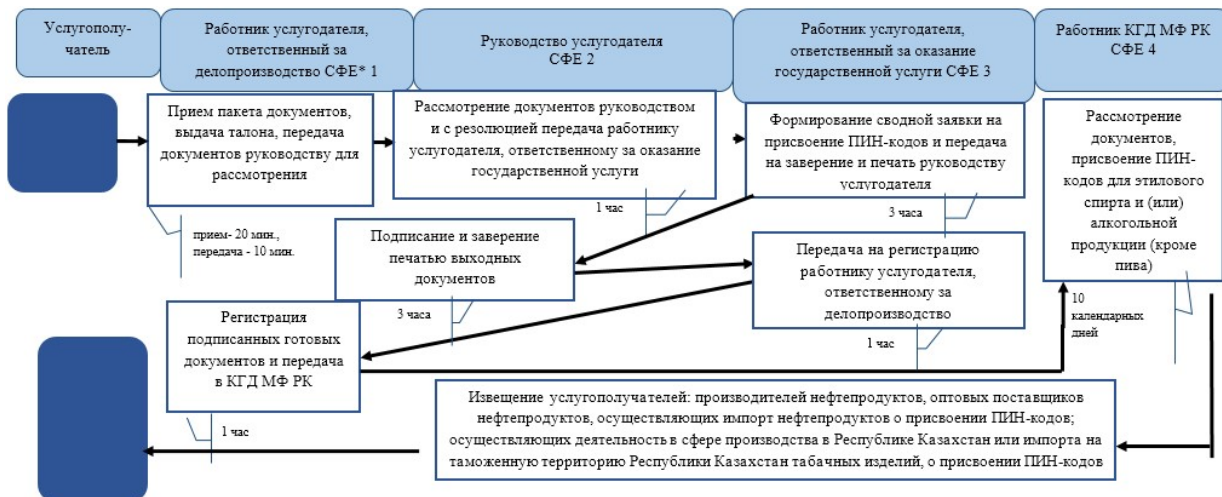 Услугополу-
чатель
Работник услугодателя,
ответственный за
делопроизводство СФЕ* 1
Руководство услугодателя
СФЕ 2
Работник услугодателя,
ответственный за оказание
государственной услуги СФЕ 3
Работник КГД МФ РК
СФЕ 4
Прием пакета документов,
выдача талона, передача
документов руководству для
рассмотрения
прием- 20 мин.,
передача - 10 мин.
Рассмотрение документов руководством
и с резолюцией передача работнику
услугодателя, ответственному за оказание
государственной услуги
1 час
Формирование сводной заявки на
присвоение ПИН-кодов и передача
на заверение и печать руководству
услугодателя
3 часа
Рассмотрение
документов,
присвоение ПИН-
кодов для этилового
спирта и (или)
алкогольной
продукции (кроме
пива)
10
календарных
дней
Подписание и заверение
печатью выходных
документов
3 часа
Передача на регистрацию
работнику услугодателя,
ответственному за
делопроизводство
1 час
Регистрация
подписанных готовых
документов и передача
в КГД МФ РК
1 час
Извещение услугополучателей: производителей нефтепродуктов, оптовых поставщиков
нефтепродуктов, осуществляющих импорт нефтепродуктов о присвоении ПИН-кодов;
осуществляющих деятельность в сфере производства в Республике Казахстан или импорта на
таможенную территорию Республики Казахстан табачных изделий, о присвоении ПИН-кодов